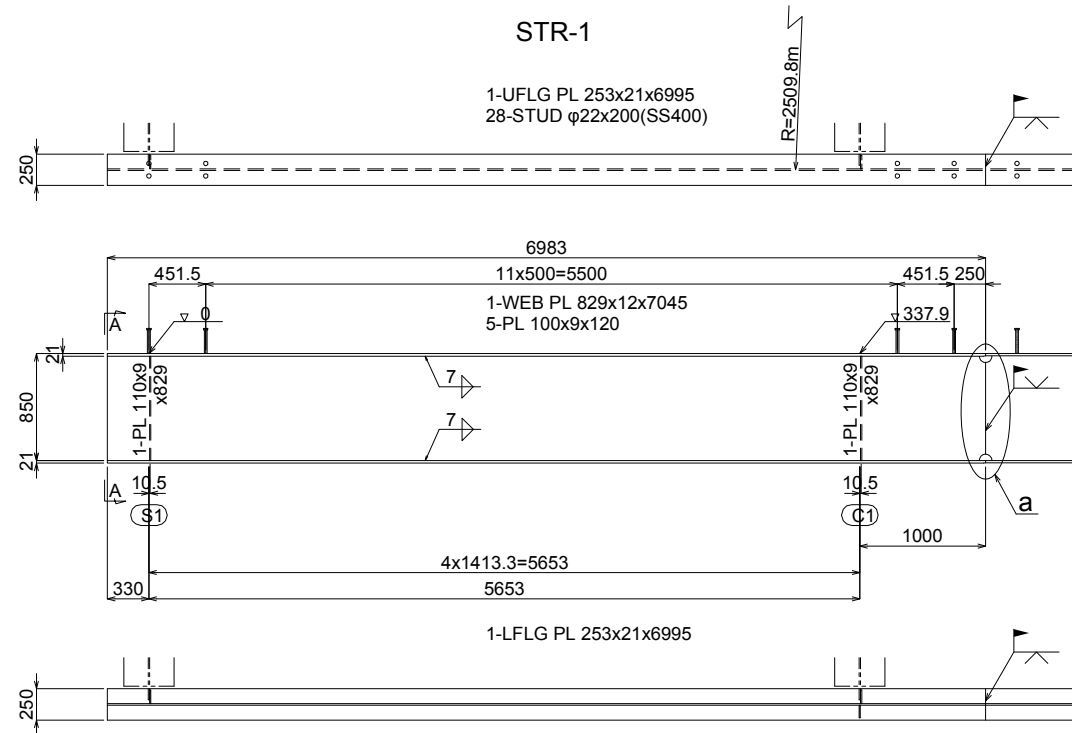 STR-1
1-UFLG PL 253x21x6995
28-STUD φ22x200(SS400)
R=2509.8m
250
6983
451.5
11x500=5500
451.5
250
1-WEB PL 829x12x7045
5-PL 100x9x120
A
0
337.9
21
850
21
1-PL 110x9
x829
7
7
1-PL 110x9
x829
A
10.5
S1
10.5
C1
a
1000
4x1413.3=5653
330
5653
1-LFLG PL 253x21x6995
250